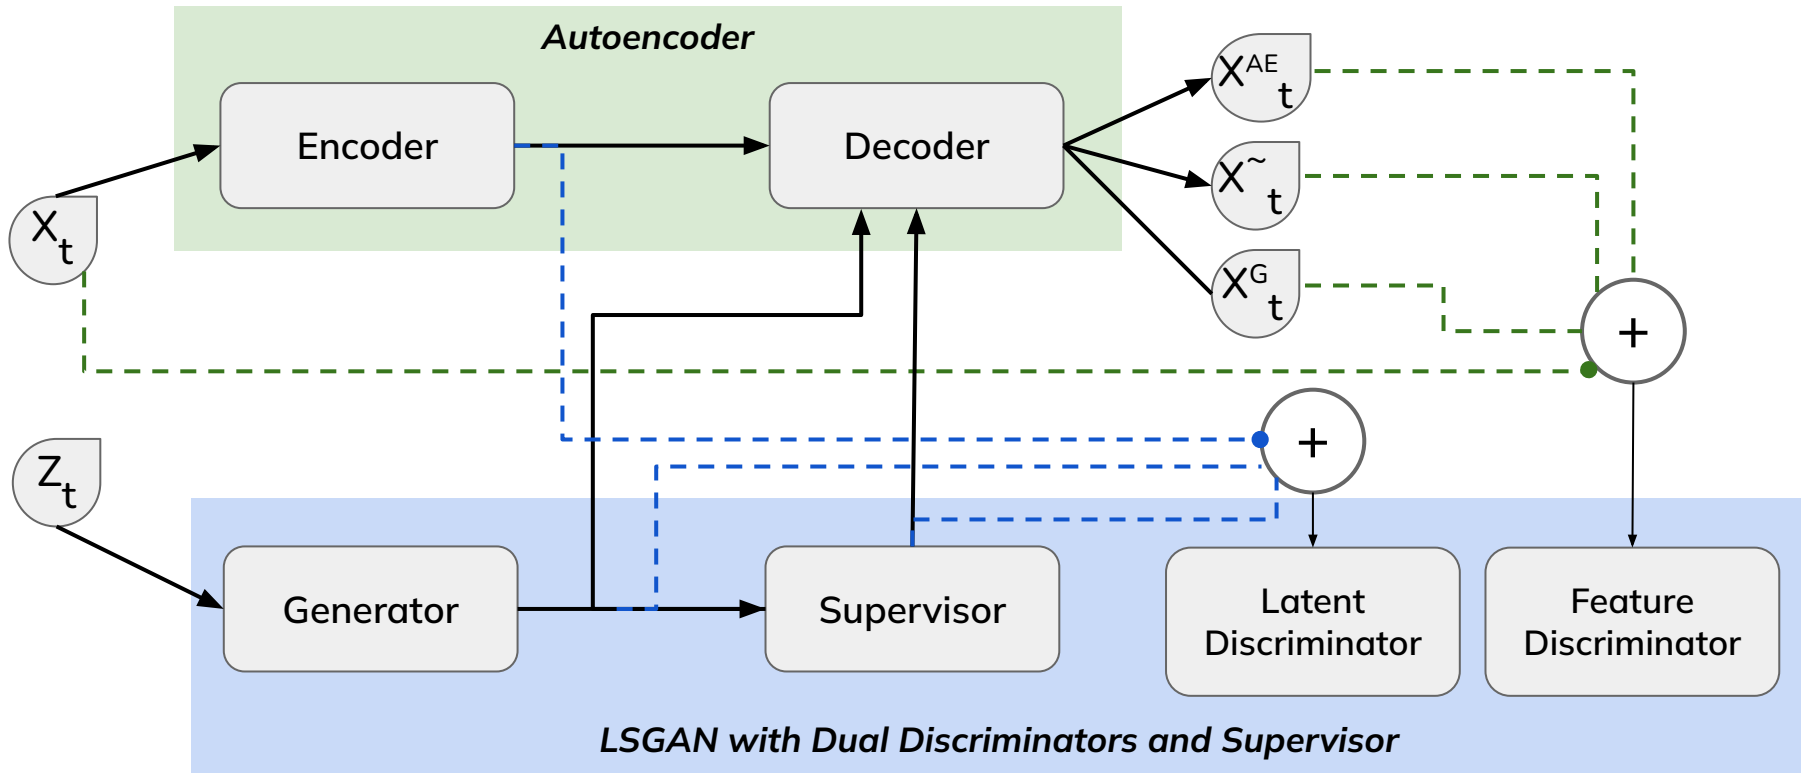 Autoencoder
Encoder
Decoder
X^AE_t
X^~_t
X^G_t
X_t
+
+
Z_t
Generator
Supervisor
Latent
Discriminator
Feature
Discriminator
LSGAN with Dual Discriminators and Supervisor